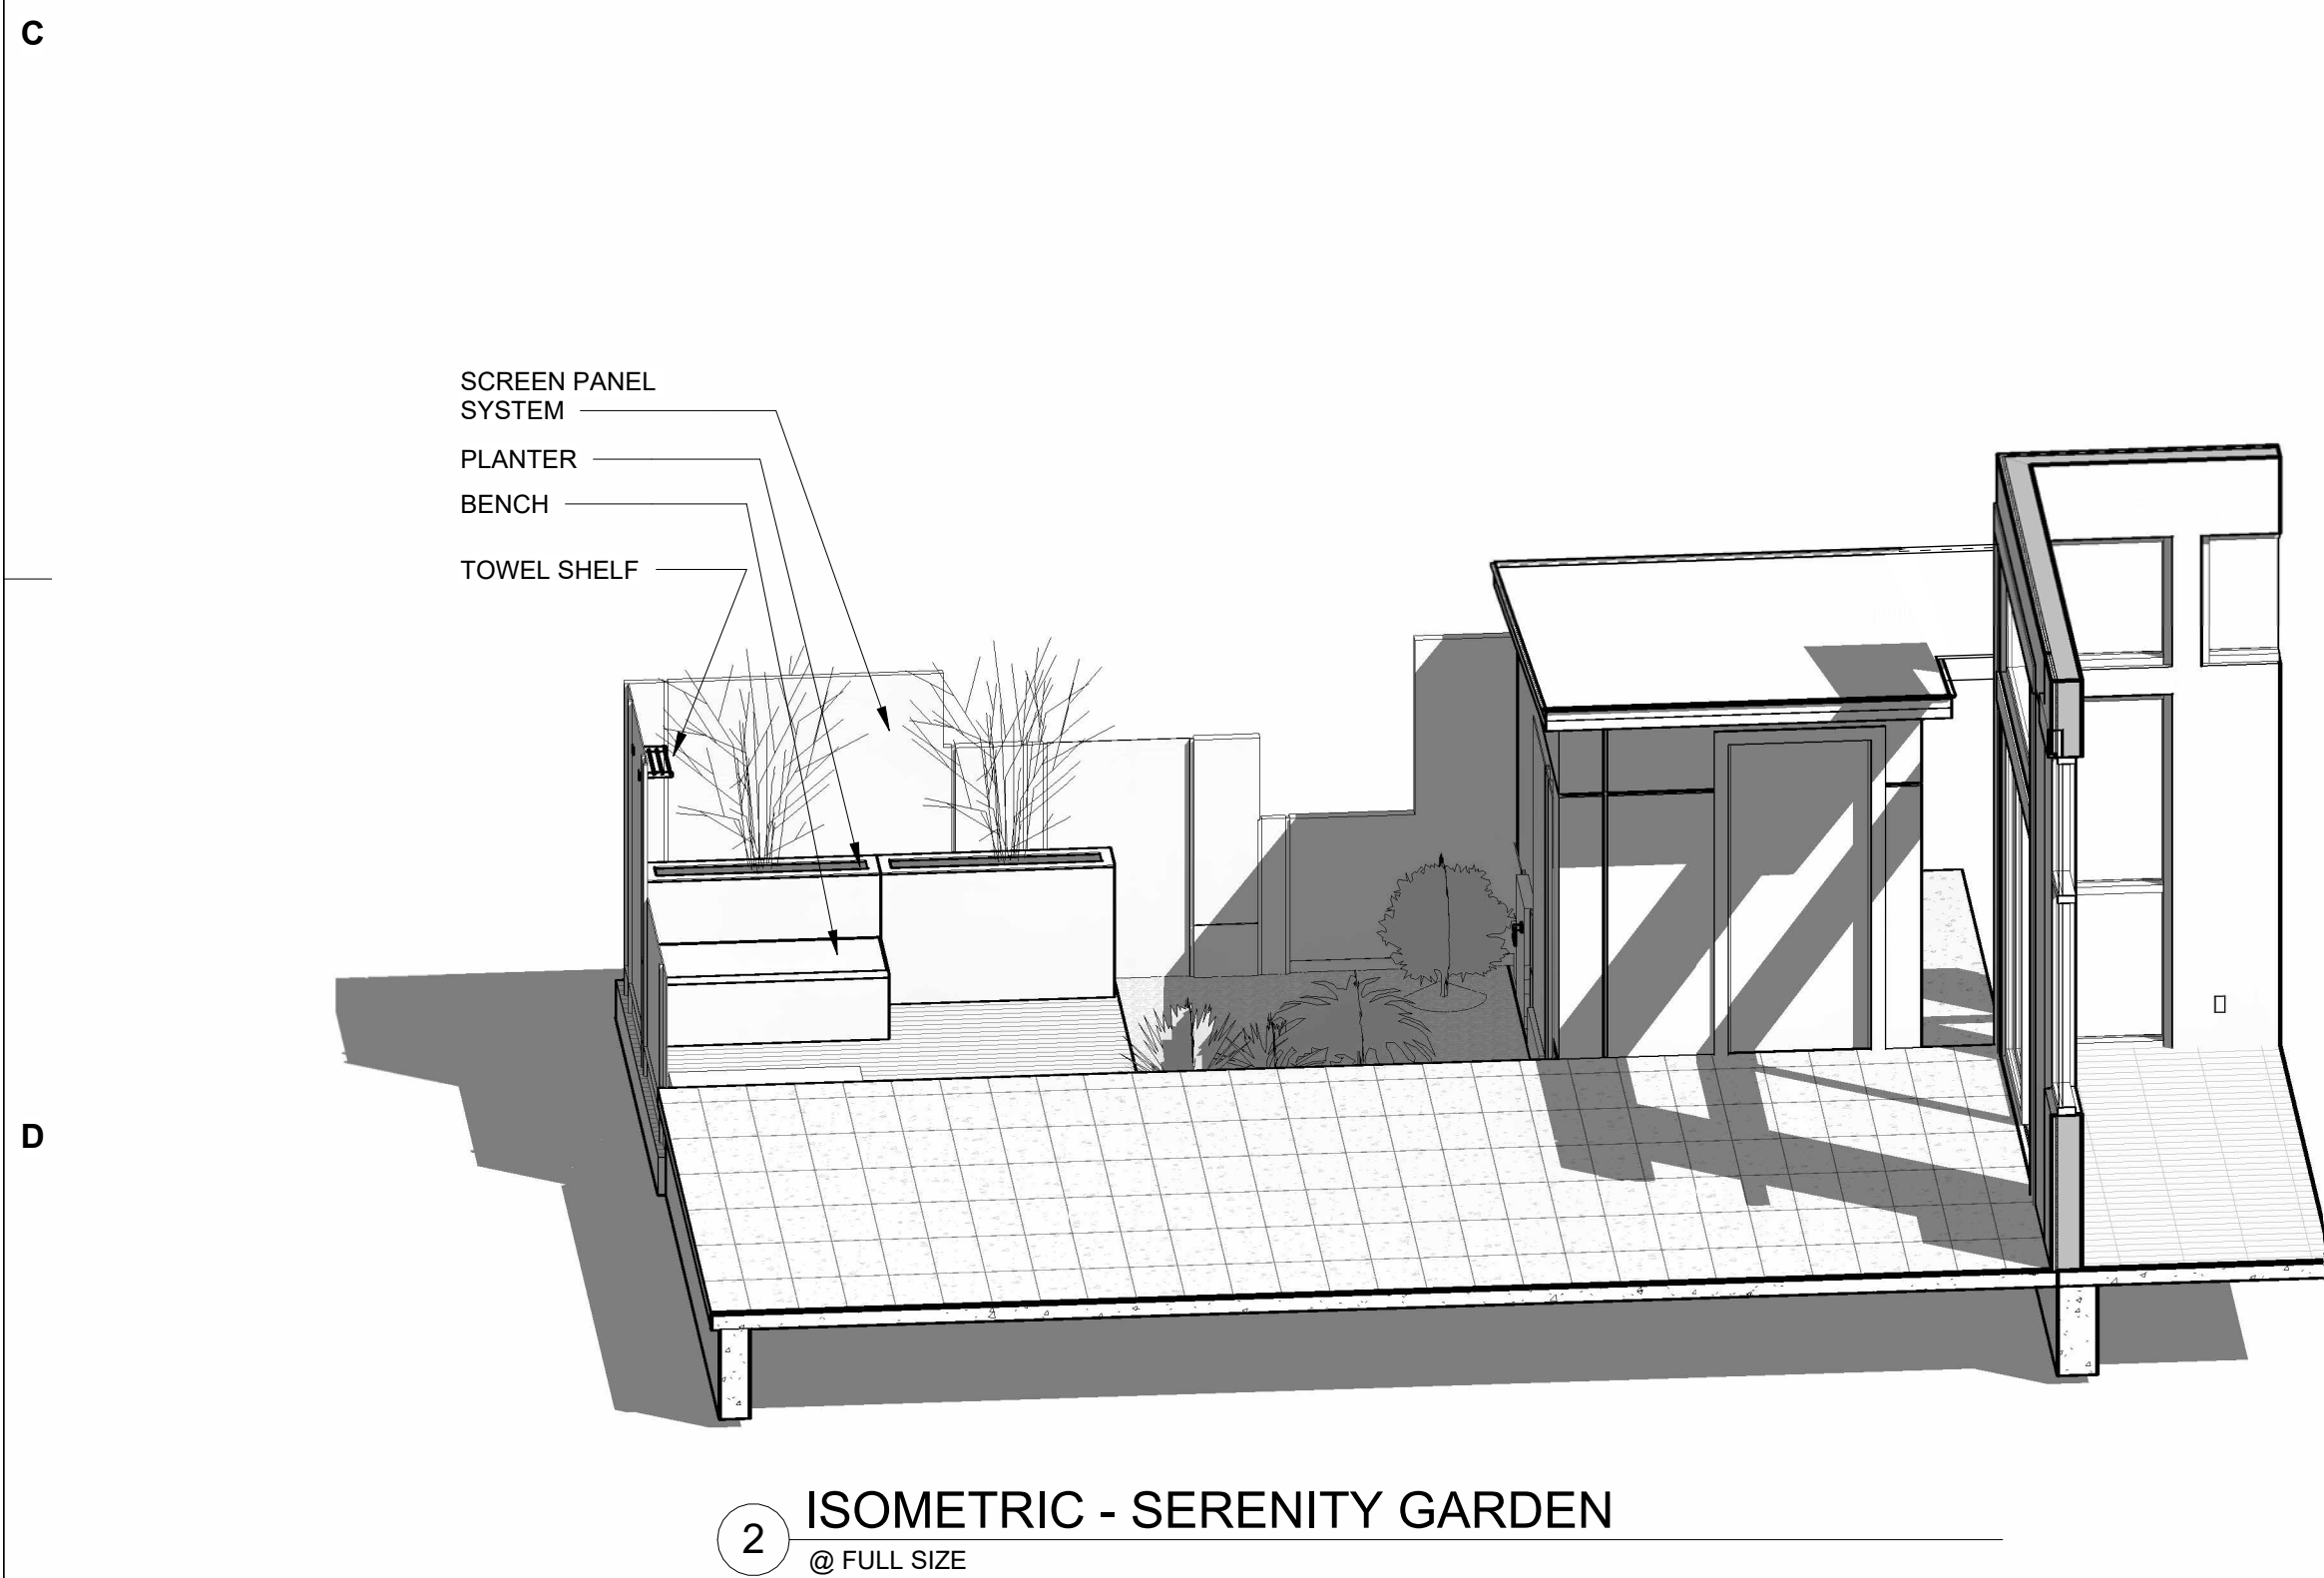 C
SCREEN PANEL
SYSTEM
PLANTER
BENCH
TOWEL SHELF
D
2
ISOMETRIC - SERENITY GARDEN
@ FULL SIZE